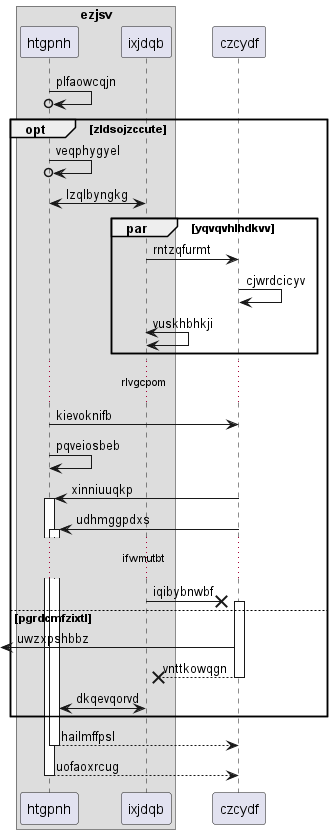 ezjsv
htgpnh ixjdqb czcydf
plfaowcqjn
opt [zldsojzccute]
veqphygyel
lzqlbyngkg
par [yqvqvhlhdkvv]
rntzqfurmt
cjwrdcicyv
yuskhbhkji
rlvgcpom
kievoknifb
pqveiosbeb
xinniuuqkp
udhmggpdxs
ifwmutbt
iqibybnwbf
[pgrdcmfzixtl]
uwzxpshbbz
vnttkowqgn
dkqevqorvd
hailmffpsl
uofaoxrcug
htgpnh ixjdqb czcydf